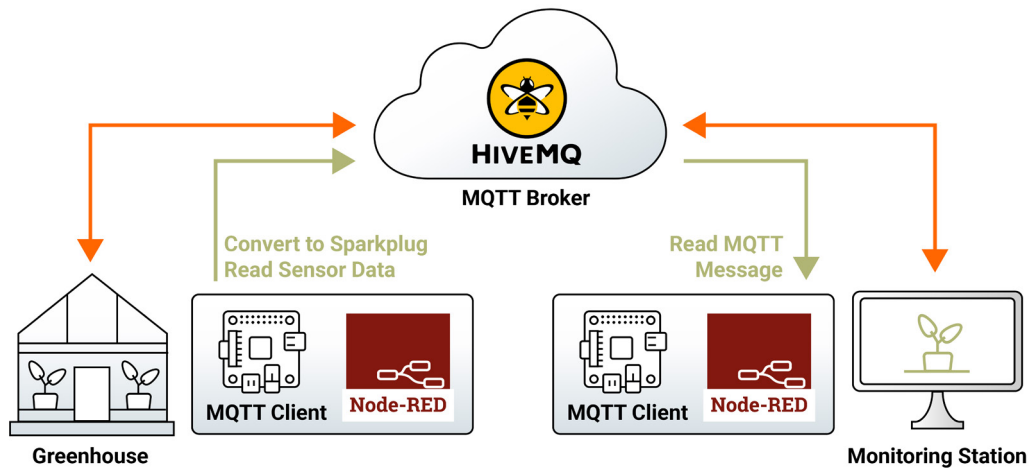 HIVEMQ
MQTT Broker
Convert to Sparkplug
Read Sensor Data
Read MQTT
Message
MQTT Client
Node-RED
MQTT Client
Node-RED
Greenhouse
Monitoring Station